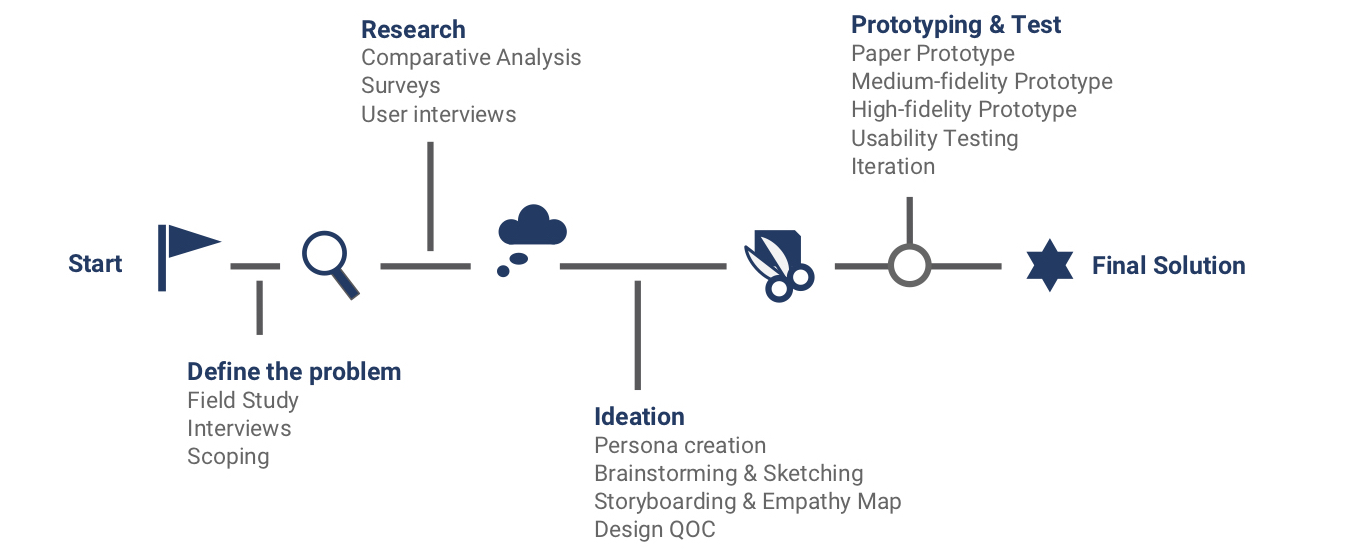 Start
Define the problem
Field Study
Interviews
Scoping
Research
Comparative Analysis
Surveys
User interviews
Ideation
Persona creation
Brainstorming & Sketching
Storyboarding & Empathy Map
Design QOC
Prototyping & Test
Paper Prototype
Medium-fidelity Prototype
High-fidelity Prototype
Usability Testing
Iteration
Final Solution